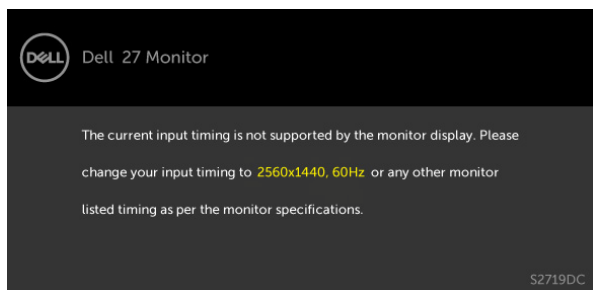 DELL
Dell 27 Monitor
The current input timing is not supported by the monitor display. Please
change your input timing to 2560x1440, 60Hz or any other monitor
listed timing as per the monitor specifications.
S2719DC